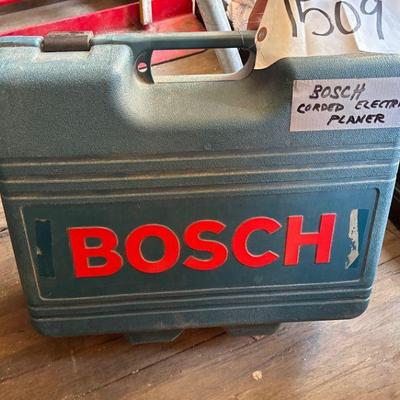 1509
BOSCH
CORDED ELECTRI
PLANER
BOSCH